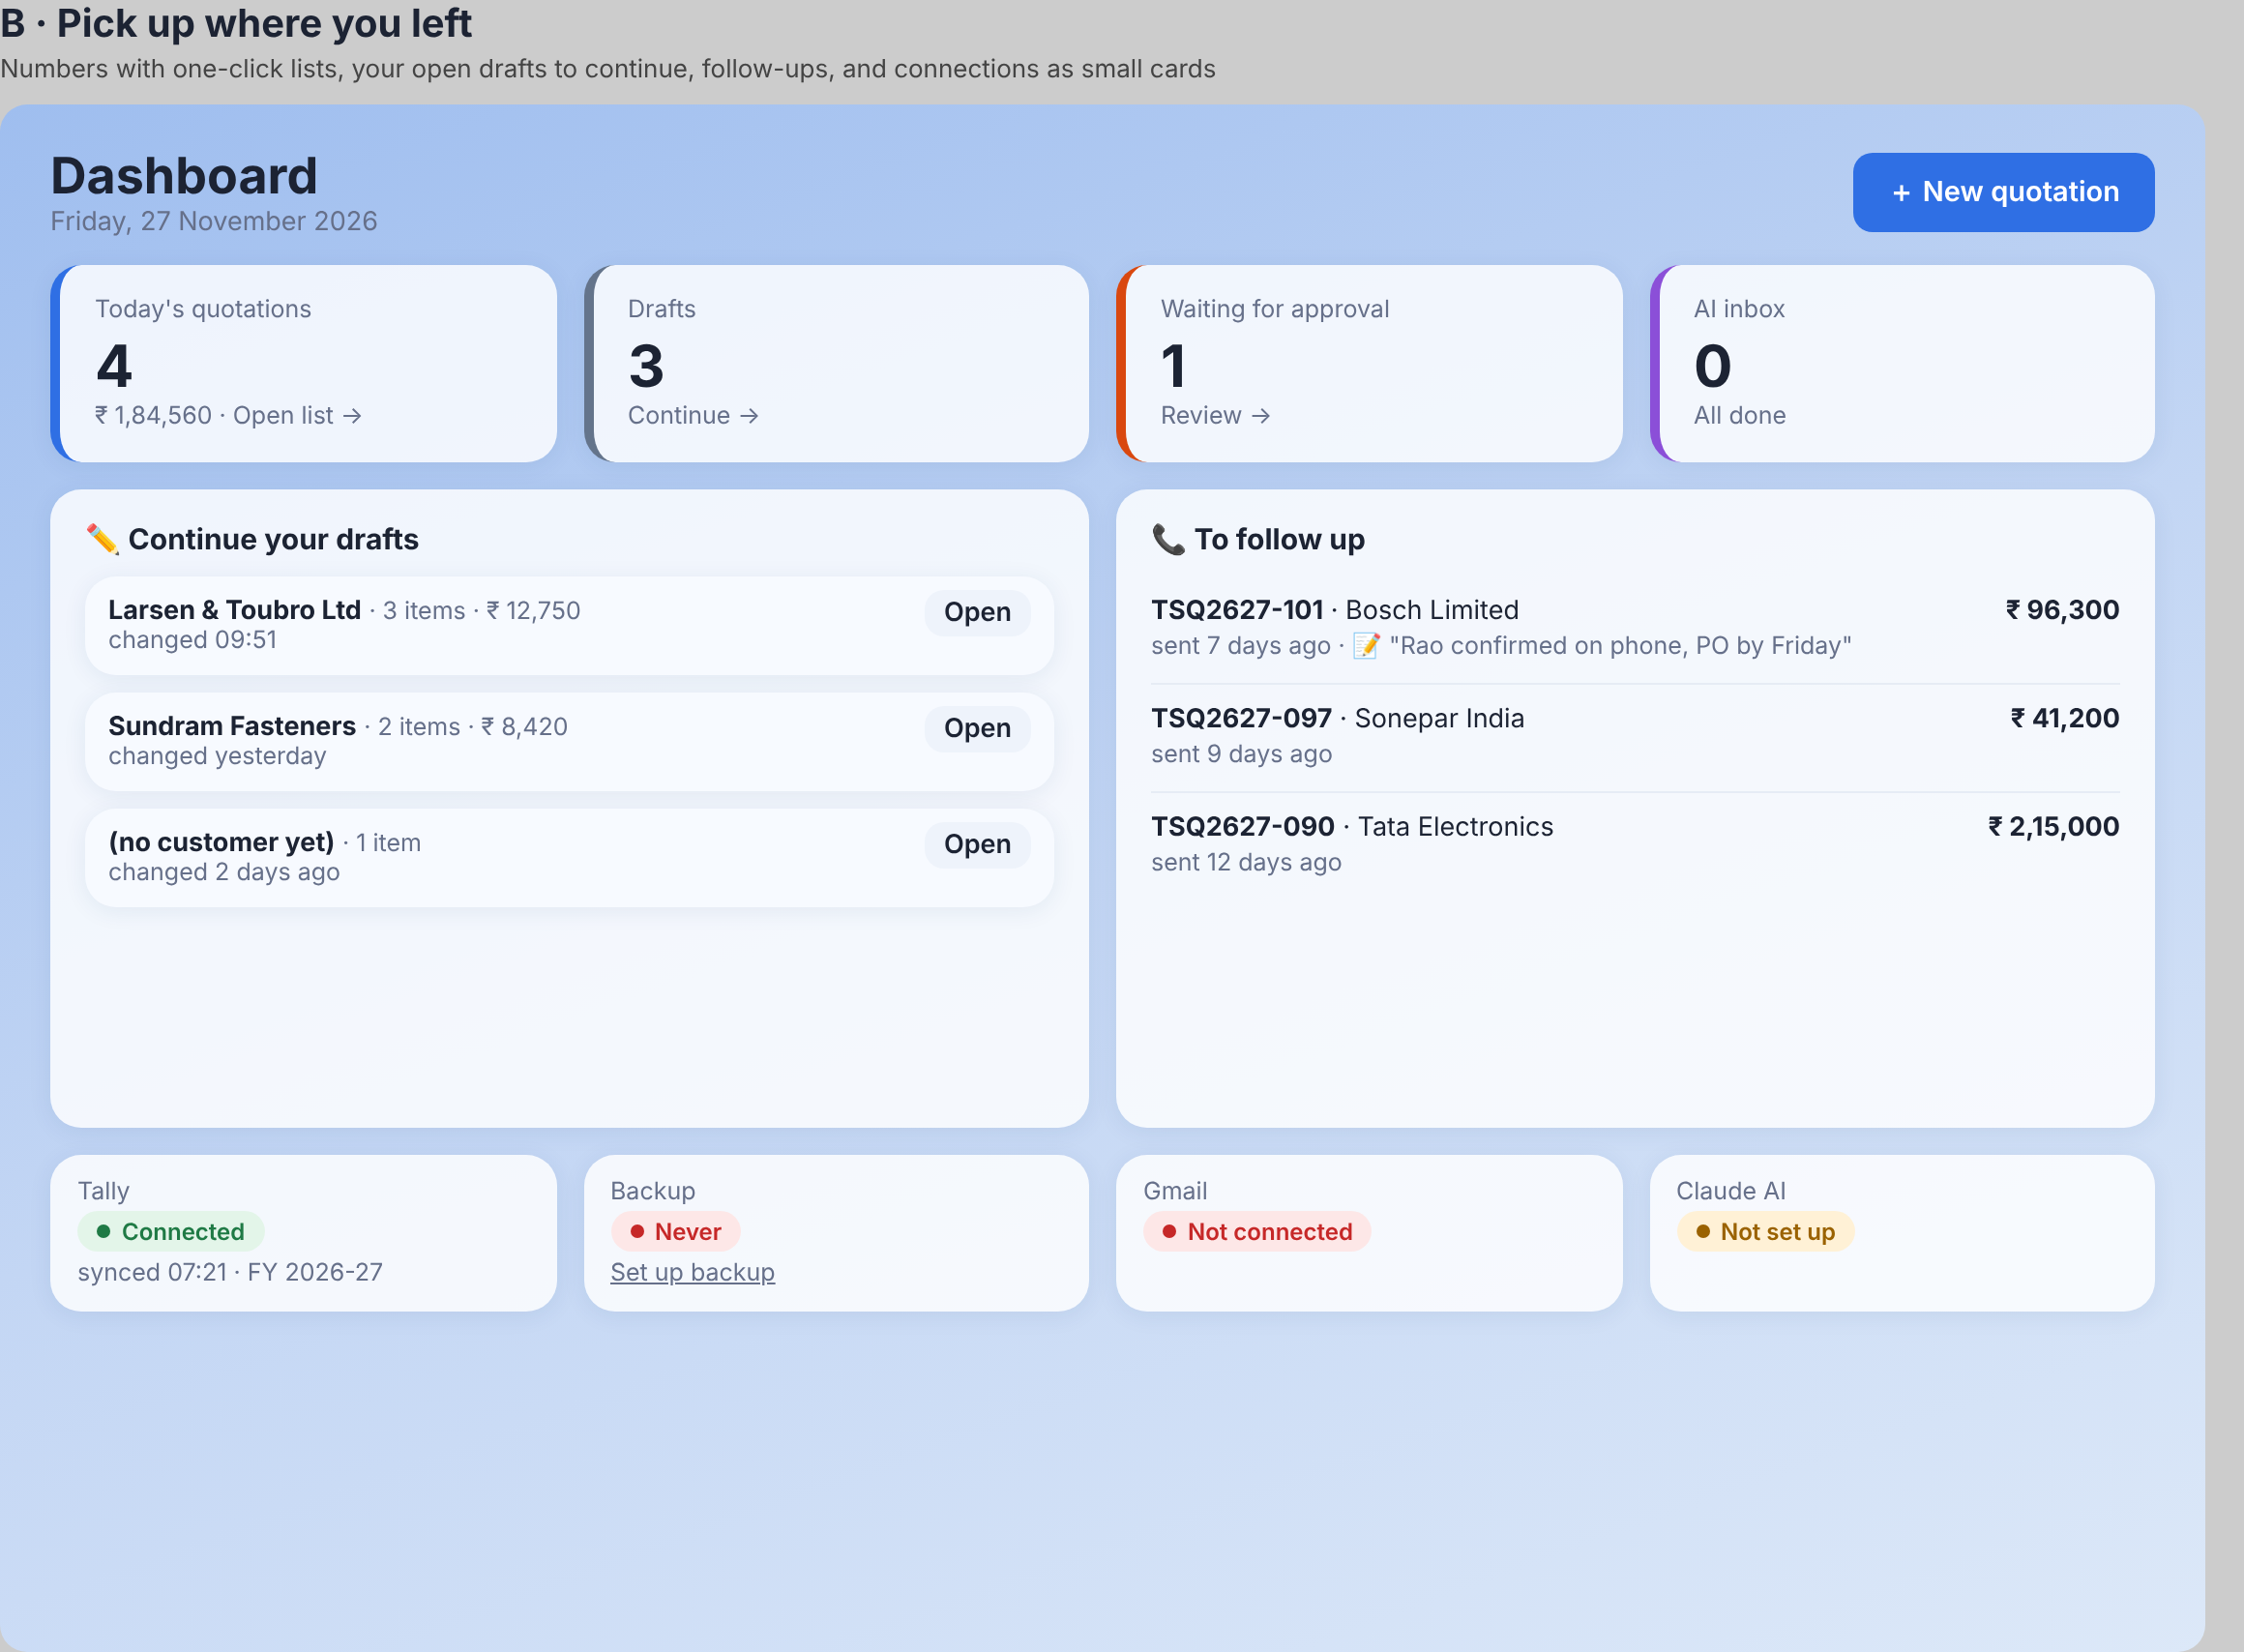 B · Pick up where you left
Numbers with one-click lists, your open drafts to continue, follow-ups, and connections as small cards
Dashboard
Friday, 27 November 2026
+ New quotation
Today's quotations
4
₹ 1,84,560 · Open list →
Drafts
3
Continue →
Waiting for approval
1
Review →
AI inbox
0
All done
✏️ Continue your drafts
Larsen & Toubro Ltd · 3 items · ₹ 12,750
changed 09:51
Open
Sundram Fasteners · 2 items · ₹ 8,420
changed yesterday
Open
(no customer yet) · 1 item
changed 2 days ago
Open
📞 To follow up
TSQ2627-101 · Bosch Limited
₹ 96,300
sent 7 days ago · 📝 "Rao confirmed on phone, PO by Friday"
TSQ2627-097 · Sonepar India
₹ 41,200
sent 9 days ago
TSQ2627-090 · Tata Electronics
₹ 2,15,000
sent 12 days ago
Tally
Connected
synced 07:21 · FY 2026-27
Backup
Never
Set up backup
Gmail
Not connected
Claude AI
Not set up